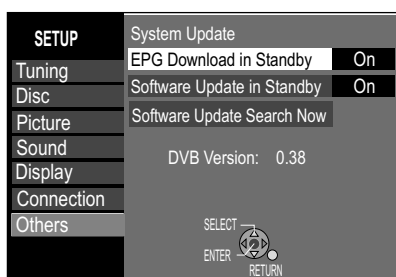 SETUP
Tuning
Disc
Picture
Sound
Display
Connection
Others
System Update
EPG Download in Standby On
Software Update in Standby On
Software Update Search Now
DVB Version: 0.38
SELECT
ENTER
RETURN